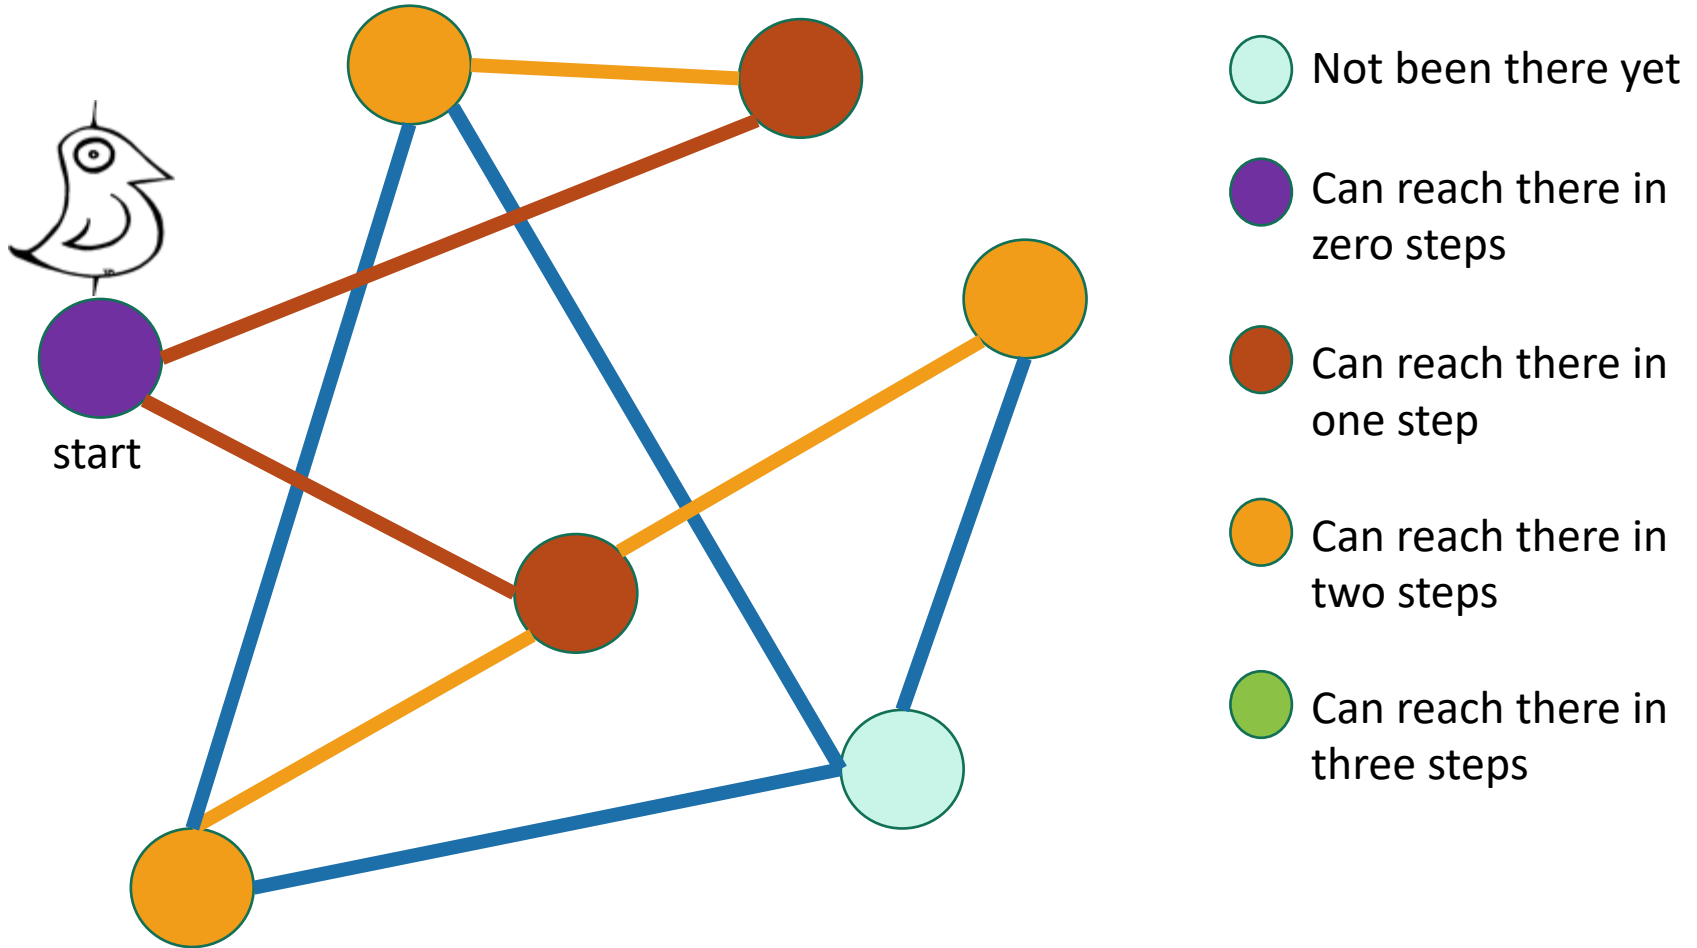 start
Not been there yet
Can reach there in
zero steps
Can reach there in
one step
Can reach there in
two steps
Can reach there in
three steps